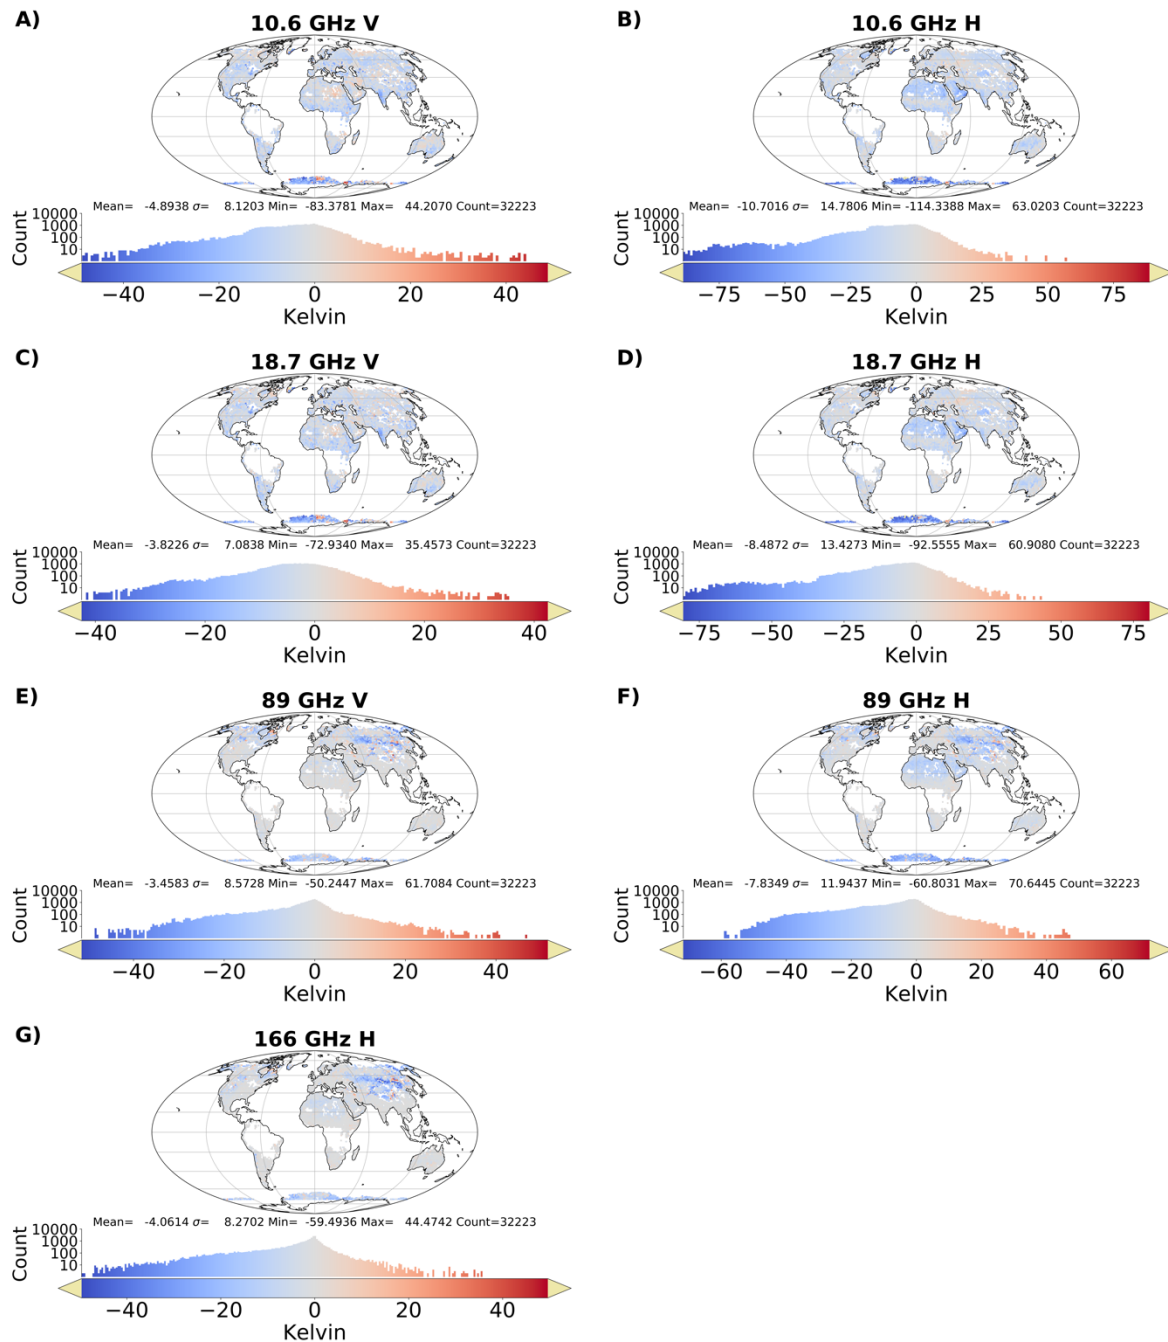 A)
10.6 GHz V
Mean= -4.8938 σ= 8.1203 Min= -83.3781 Max= 44.2070 Count=32223
Count
10000
1000
10
−40 −20 0 20 40
Kelvin
B)
10.6 GHz H
Mean= -10.7016 σ= 14.7806 Min= -114.3388 Max= 63.0203 Count=32223
Count
10000
1000
10
−75 −50 −25 0 25 50 75
Kelvin
C)
18.7 GHz V
Mean= -3.8226 σ= 7.0838 Min= -72.9340 Max= 35.4573 Count=32223
Count
10000
1000
100
10
−40 −20 0 20 40
Kelvin
D)
18.7 GHz H
Mean= -8.4872 σ= 13.4273 Min= -92.5555 Max= 60.9080 Count=32223
Count
10000
1000
100
10
−75 −50 −25 0 25 50 75
Kelvin
E)
89 GHz V
Mean= -3.4583 σ= 8.5728 Min= -50.2447 Max= 61.7084 Count=32223
Count
10000
1000
100
10
−40 −20 0 20 40
Kelvin
F)
89 GHz H
Mean= -7.8349 σ= 11.9437 Min= -60.8031 Max= 70.6445 Count=32223
Count
10000
1000
100
10
−60 −40 −20 0 20 40 60
Kelvin
G)
166 GHz H
Mean= -4.0614 σ= 8.2702 Min= -59.4936 Max= 44.4742 Count=32223
Count
10000
1000
100
10
−40 −20 0 20 40
Kelvin